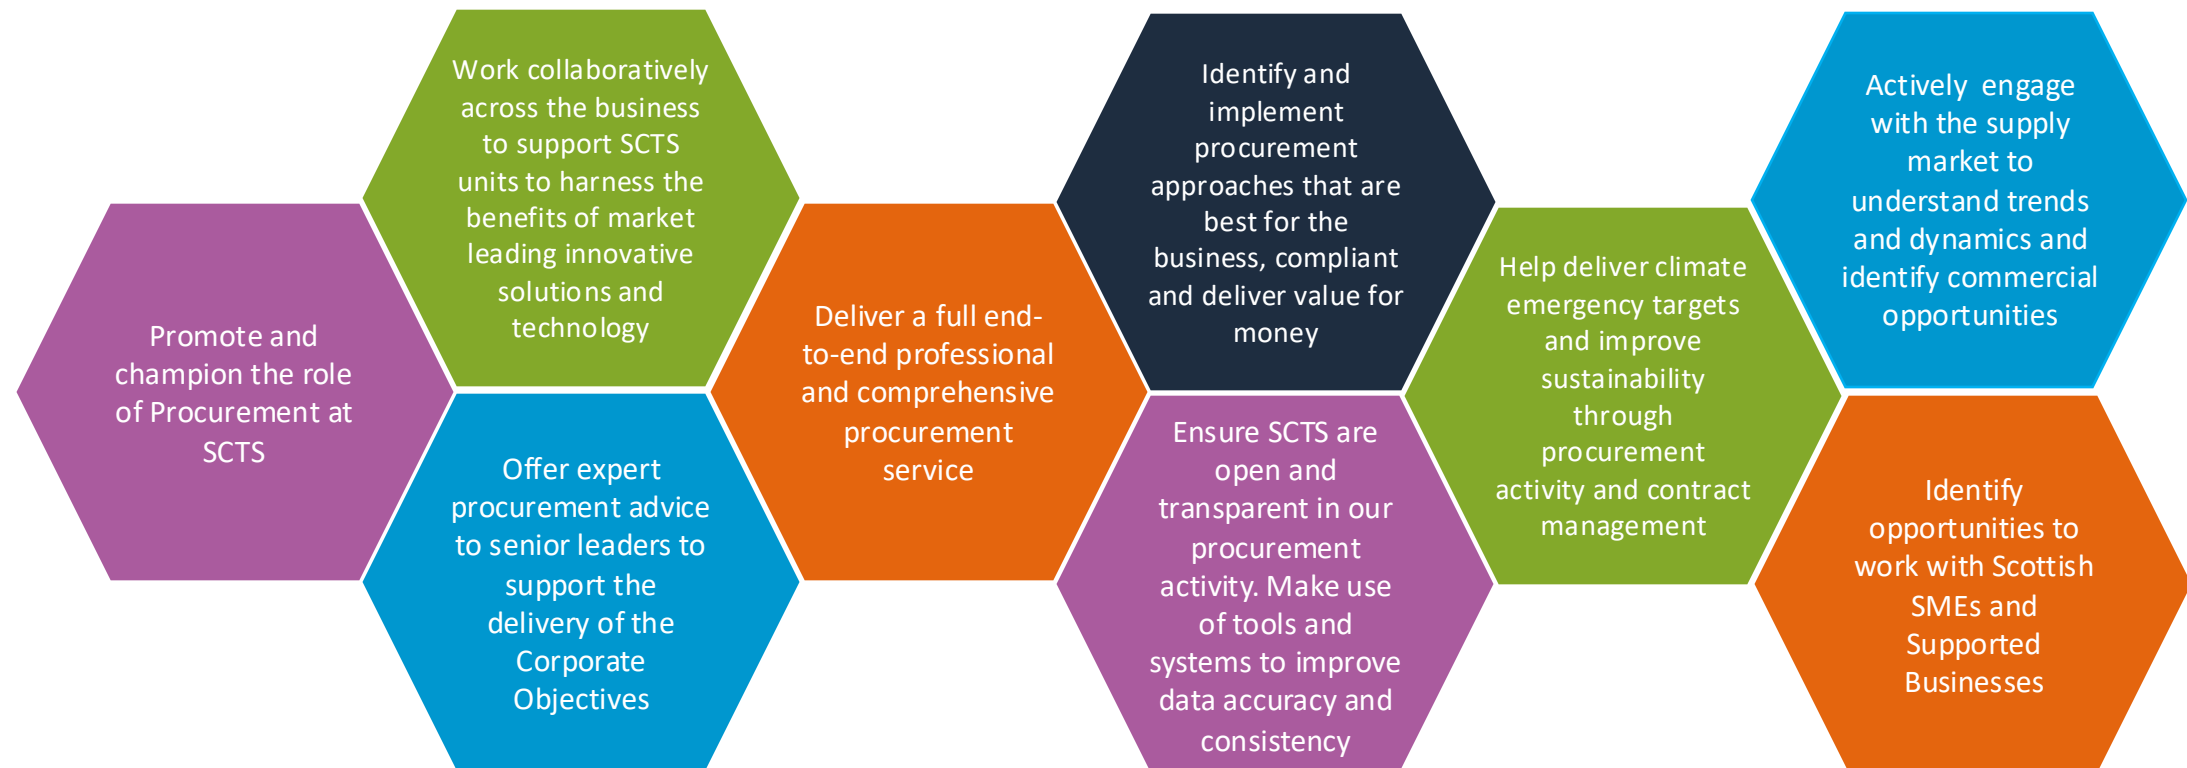 Promote and
champion the role
of Procurement at
SCTS
Work collaboratively
across the business
to support SCTS
units to harness the
benefits of market
leading innovative
solutions and
technology
Offer expert
procurement advice
to senior leaders to
support the
delivery of the
Corporate
Objectives
Deliver a full end-
to-end professional
and comprehensive
procurement
service
Identify and
implement
procurement
approaches that are
best for the
business, compliant
and deliver value for
money
Ensure SCTS are
open and
transparent in our
procurement
activity. Make use
of tools and
systems to improve
data accuracy and
consistency
Help deliver climate
emergency targets
and improve
sustainability
through
procurement
activity and contract
management
Actively engage
with the supply
market to
understand trends
and dynamics and
identify commercial
opportunities
Identify
opportunities to
work with Scottish
SMEs and
Supported
Businesses